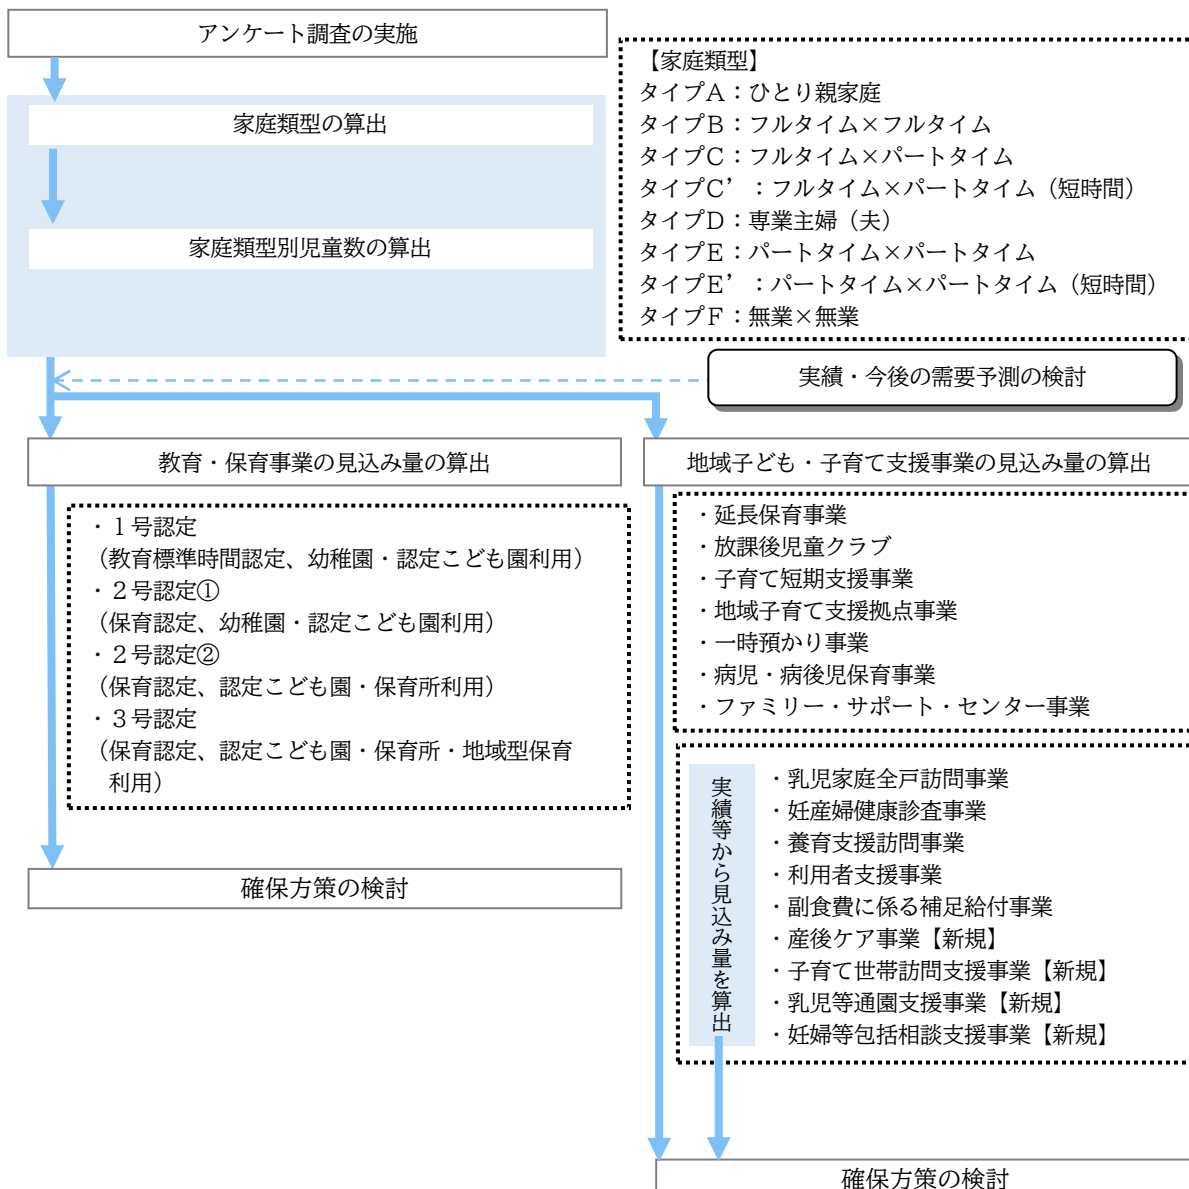 アンケート調査の実施
家庭類型の算出
家庭類型別児童数の算出
【家庭類型】
タイプA：ひとり親家庭
タイプB：フルタイム×フルタイム
タイプC：フルタイム×パートタイム
タイプC’：フルタイム×パートタイム（短時間）
タイプD：専業主婦（夫）
タイプE：パートタイム×パートタイム
タイプE’：パートタイム×パートタイム（短時間）
タイプF：無業×無業
実績・今後の需要予測の検討
教育・保育事業の見込み量の算出
・１号認定
（教育標準時間認定、幼稚園・認定こども園利用）
・２号認定①
（保育認定、幼稚園・認定こども園利用）
・２号認定②
（保育認定、認定こども園・保育所利用）
・３号認定
（保育認定、認定こども園・保育所・地域型保育
利用）
確保方策の検討
地域子ども・子育て支援事業の見込み量の算出
・延長保育事業
・放課後児童クラブ
・子育て短期支援事業
・地域子育て支援拠点事業
・一時預かり事業
・病児・病後児保育事業
・ファミリー・サポート・センター事業
実績等から見込み量を算出
・乳児家庭全戸訪問事業
・妊産婦健康診査事業
・養育支援訪問事業
・利用者支援事業
・副食費に係る補足給付事業
・産後ケア事業【新規】
・子育て世帯訪問支援事業【新規】
・乳児等通園支援事業【新規】
・妊婦等包括相談支援事業【新規】
確保方策の検討